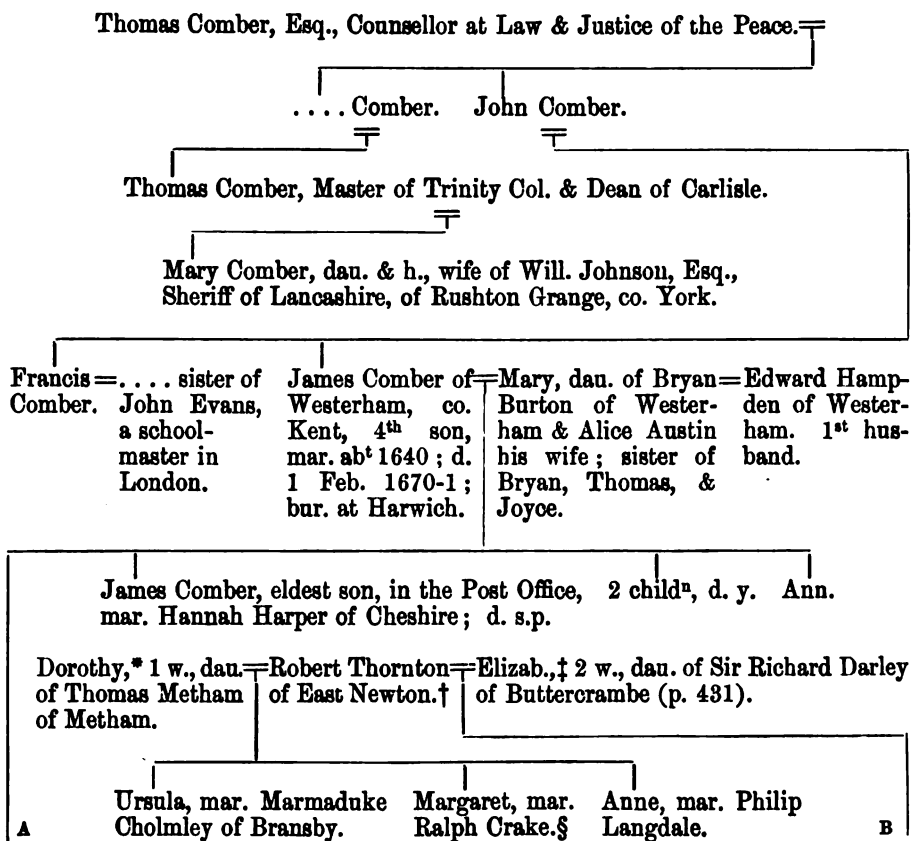 Thomas Comber, Esq., Counsellor at Law & Justice of the Peace.
. . . . Comber.
John Comber.
Thomas Comber, Master of Trinity Col. & Dean of Carlisle.
Mary Comber, dau. & h., wife of Will. Johnson, Esq.,
Sheriff of Lancashire, of Rushton Grange, co. York.
Francis
Comber.
. . . . sister of
John Evans,
a school-
master in
London.
James Comber of
Westerham, co.
Kent, 4th son,
mar. abt 1640 ; d.
1 Feb. 1670-1 ;
bur. at Harwich.
Mary, dau. of Bryan
Burton of Wester-
ham & Alice Austin
his wife ; sister of
Bryan, Thomas, &
Joyce.
Edward Hamp-
den of Wester-
ham. 1st hus-
band.
James Comber, eldest son, in the Post Office,
mar. Hannah Harper of Cheshire ; d. s.p.
2 childn, d. y.
Ann.
Dorothy,* 1 w., dau.
of Thomas Metham
of Metham.
Robert Thornton
of East Newton.†
Elizab.,‡ 2 w., dau. of Sir Richard Darley
of Buttercrambe (p. 431).
Ursula, mar. Marmaduke
Cholmley of Bransby.
Margaret, mar.
Ralph Crake.§
Anne, mar. Philip
Langdale.
A
B